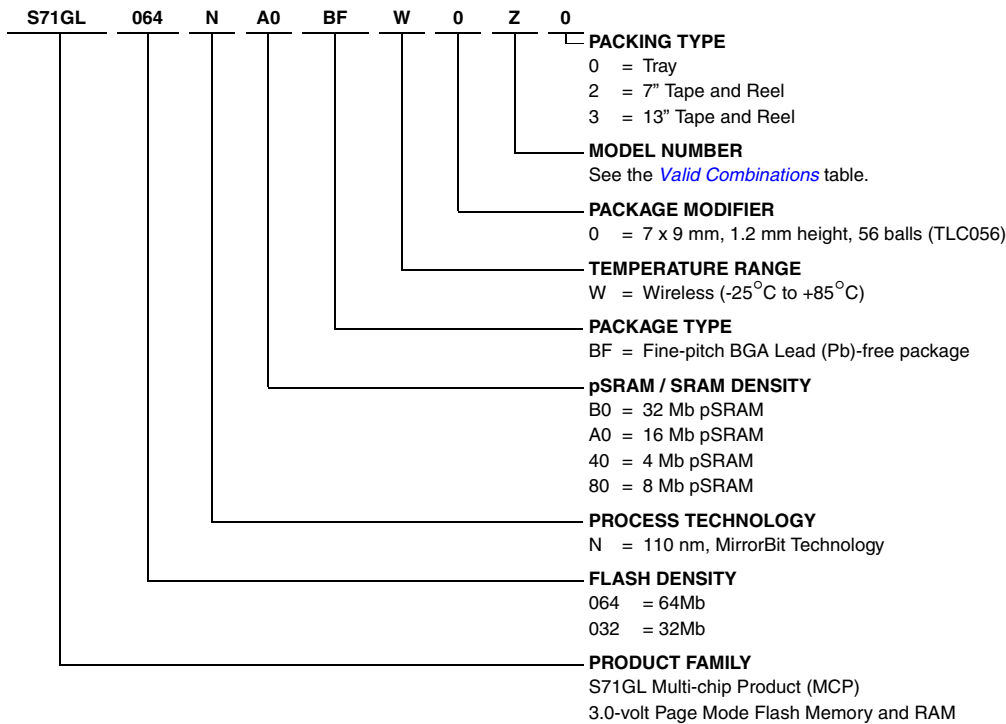 S71GL 064 N A0 BF W 0 Z 0
PACKING TYPE
0 = Tray
2 = 7” Tape and Reel
3 = 13” Tape and Reel
MODEL NUMBER
See the Valid Combinations table.
PACKAGE MODIFIER
0 = 7 x 9 mm, 1.2 mm height, 56 balls (TLC056)
TEMPERATURE RANGE
W = Wireless (-25°C to +85°C)
PACKAGE TYPE
BF = Fine-pitch BGA Lead (Pb)-free package
pSRAM / SRAM DENSITY
B0 = 32 Mb pSRAM
A0 = 16 Mb pSRAM
40 = 4 Mb pSRAM
80 = 8 Mb pSRAM
PROCESS TECHNOLOGY
N = 110 nm, MirrorBit Technology
FLASH DENSITY
064 = 64Mb
032 = 32Mb
PRODUCT FAMILY
S71GL Multi-chip Product (MCP)
3.0-volt Page Mode Flash Memory and RAM